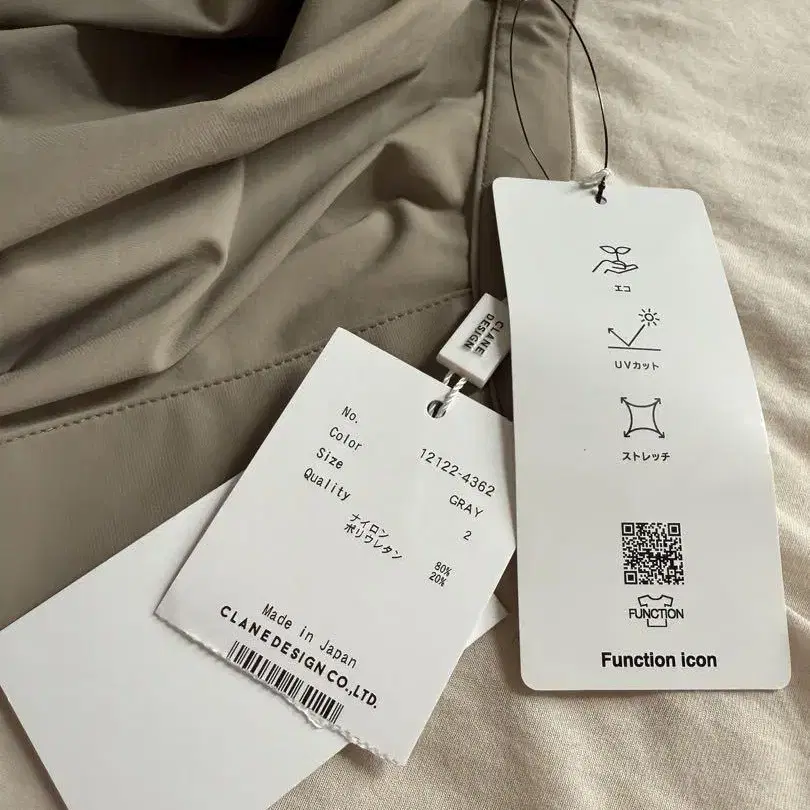 CLANE
DESIGN
No. 12122-4362
Color GRAY
Size 2
Quality
ナイロン 80%
ポリウレタン 20%
Made in Japan
CLANE DESIGN CO.,LTD.
エコ
UVカット
ストレッチ
FUNCTION
Function icon